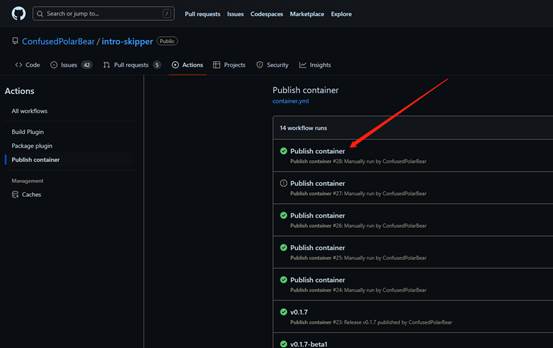 Search or jump to...
/
Pull requests Issues Codespaces Marketplace Explore
ConfusedPolarBear / intro-skipper Public
Code Issues 42 Pull requests 5 Actions Projects Security Insights
Actions
All workflows
Build Plugin
Package plugin
Publish container
Management
Caches
Publish container
container.yml
14 workflow runs
Publish container
Publish container #28: Manually run by ConfusedPolarBear
Publish container
Publish container #27: Manually run by ConfusedPolarBear
Publish container
Publish container #26: Manually run by ConfusedPolarBear
Publish container
Publish container #25: Manually run by ConfusedPolarBear
Publish container
Publish container #24: Manually run by ConfusedPolarBear
v0.1.7
Publish container #23: Release v0.1.7 published by ConfusedPolarBear
v0.1.7-beta1